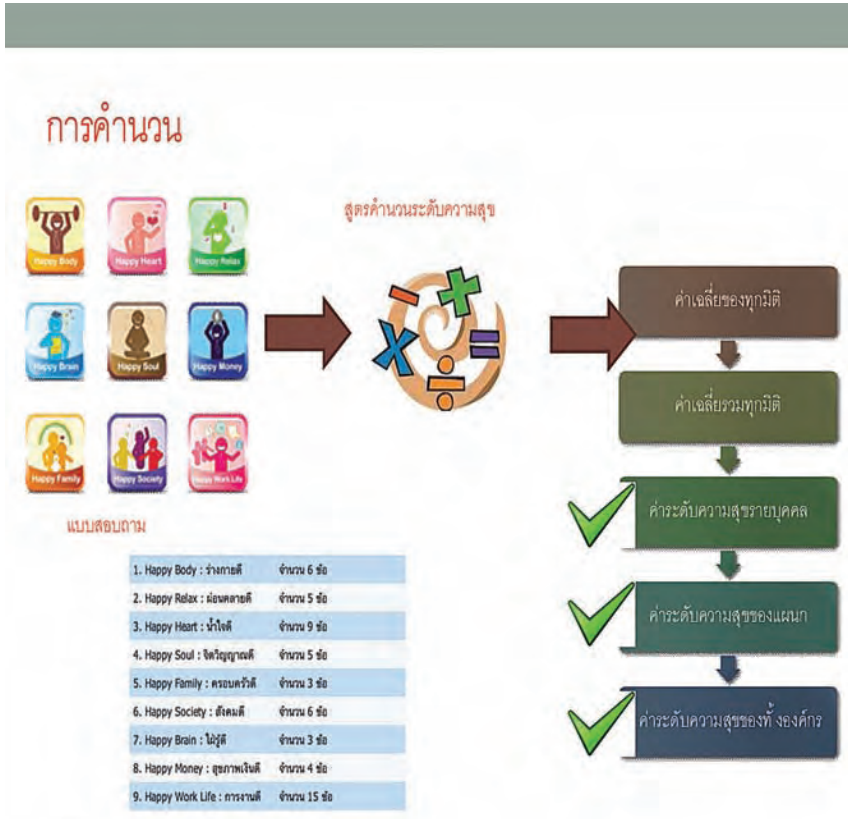 การคำนวน
Happy Body
Happy Heart
Happy Relax
สูตรคำนวนระดับความสุข
Happy Brain
Happy Soul
Happy Money
Happy Family
Happy Society
Happy Work Life
แบบสอบถาม
1. Happy Body : ร่างกายดี จำนวน 6 ข้อ
2. Happy Relax : ผ่อนคลายดี จำนวน 5 ข้อ
3. Happy Heart : น้ำใจดี จำนวน 9 ข้อ
4. Happy Soul : จิตวิญญาณดี จำนวน 5 ข้อ
5. Happy Family : ครอบครัวดี จำนวน 3 ข้อ
6. Happy Society : สังคมดี จำนวน 6 ข้อ
7. Happy Brain : ใฝ่รู้ดี จำนวน 3 ข้อ
8. Happy Money : สุขภาพเงินดี จำนวน 4 ข้อ
9. Happy Work Life : การงานดี จำนวน 15 ข้อ
ค่าเฉลี่ยของทุกมิติ
ค่าเฉลี่ยรวมทุกมิติ
ค่าระดับความสุขรายบุคคล
ค่าระดับความสุขของแผนก
ค่าระดับความสุขของทั้ งองค์กร